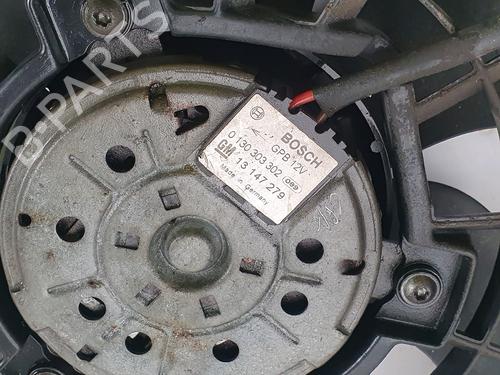 B-PARTS
BOSCH
GPB 12V
0 130 303 302
GM 13 147 279
Made in Germany